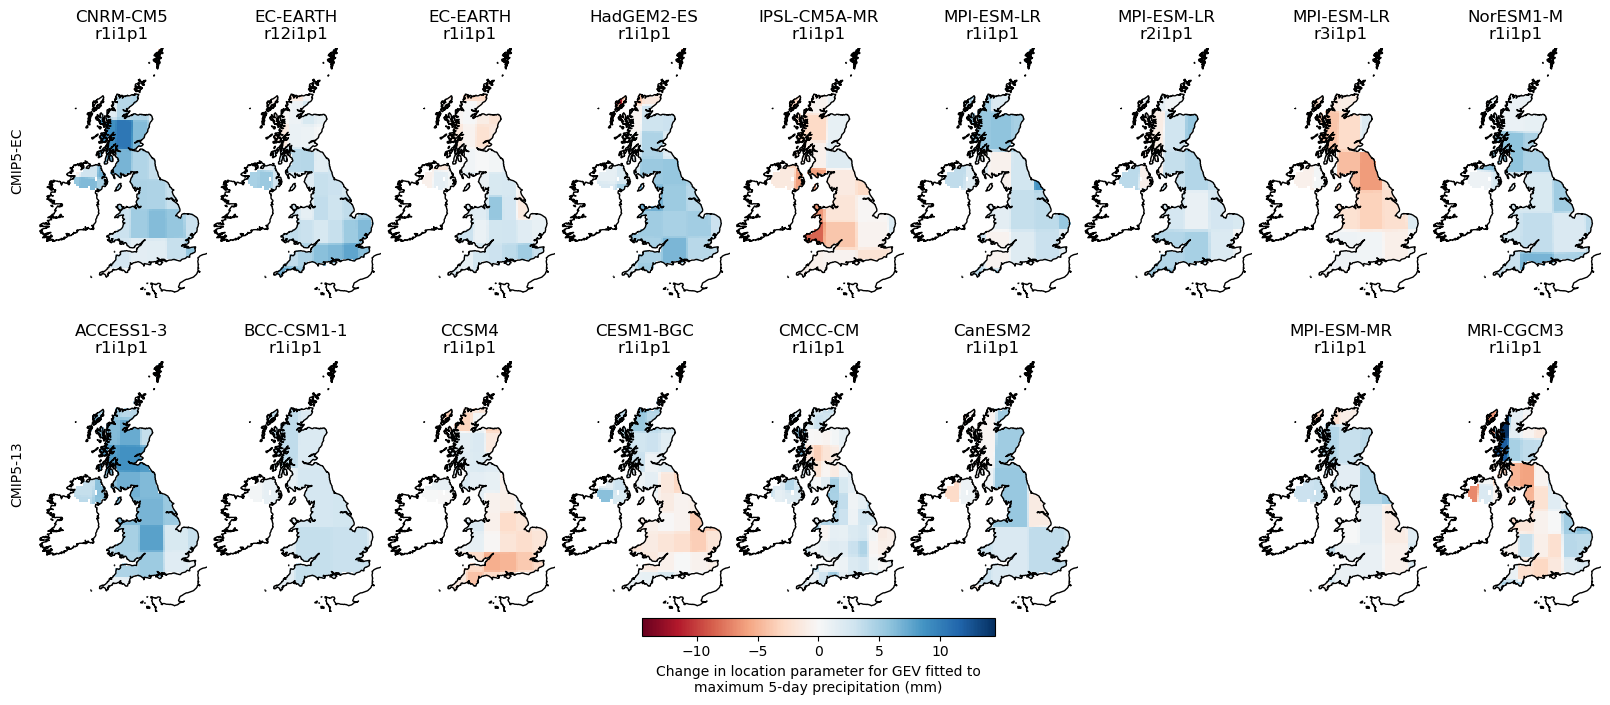 CNRM-CM5
r1i1p1
EC-EARTH
r12i1p1
EC-EARTH
r1i1p1
HadGEM2-ES
r1i1p1
IPSL-CM5A-MR
r1i1p1
MPI-ESM-LR
r1i1p1
MPI-ESM-LR
r2i1p1
MPI-ESM-LR
r3i1p1
NorESM1-M
r1i1p1
CMIP5-EC
ACCESS1-3
r1i1p1
BCC-CSM1-1
r1i1p1
CCSM4
r1i1p1
CESM1-BGC
r1i1p1
CMCC-CM
r1i1p1
CanESM2
r1i1p1
MPI-ESM-MR
r1i1p1
MRI-CGCM3
r1i1p1
CMIP5-13
−10 −5 0 5 10
Change in location parameter for GEV fitted to
maximum 5-day precipitation (mm)